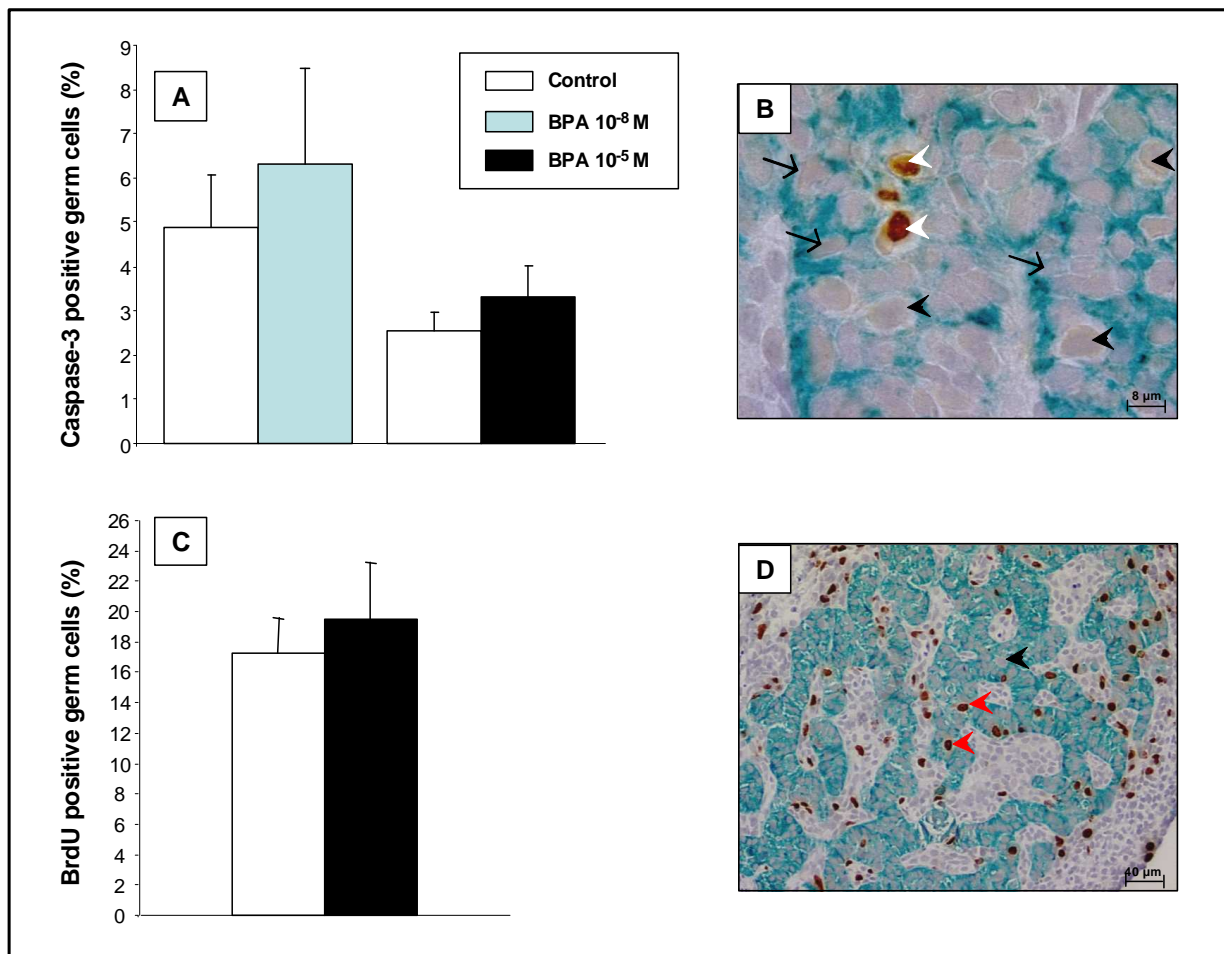 Caspase-3 positive germ cells (%)
9
8
7
6
5
4
3
2
1
0
A
Control
BPA 10-8 M
BPA 10-5 M
B
8 µm
BrdU positive germ cells (%)
26
24
22
20
18
16
14
12
10
8
6
4
2
0
C
D
40 µm